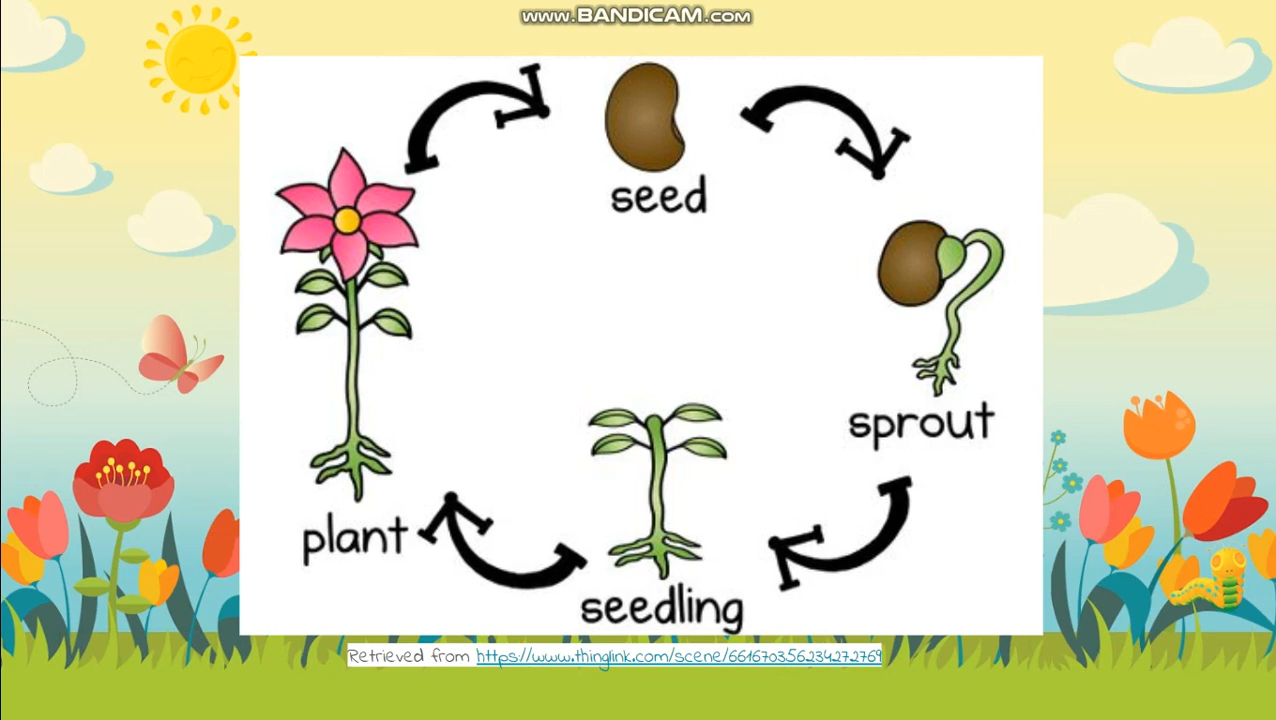 www.BANDICAM.com
seed
sprout
plant
seedling
Retrieved from https://www.thinglink.com/scene/661670356234272769